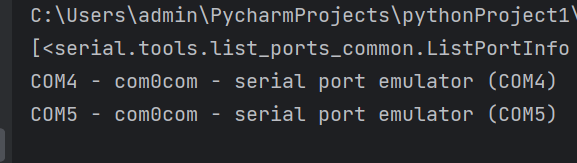 C:\Users\admin\PycharmProjects\pythonProject1\
[<serial.tools.list_ports_common.ListPortInfo
COM4 - com0com - serial port emulator (COM4)
COM5 - com0com - serial port emulator (COM5)